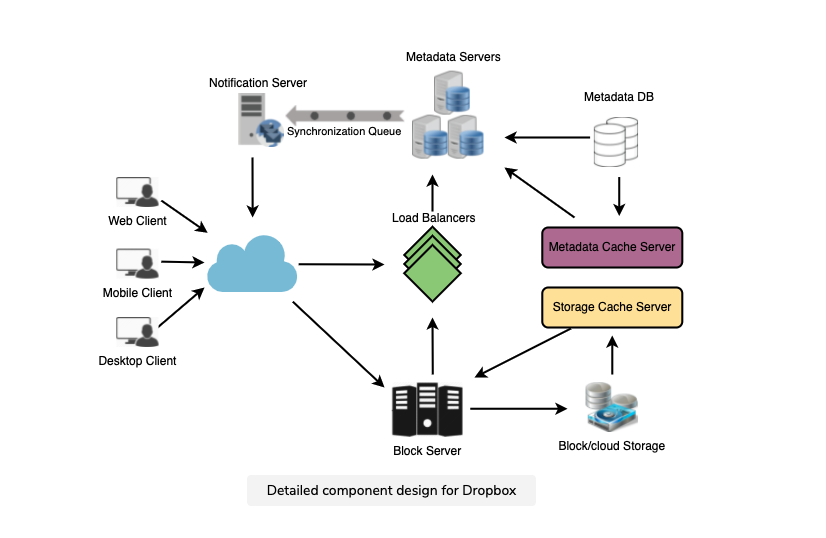 Metadata Servers
Notification Server
Metadata DB
Synchronization Queue
Web Client
Load Balancers
Metadata Cache Server
Mobile Client
Storage Cache Server
Desktop Client
Block Server
Block/cloud Storage
Detailed component design for Dropbox